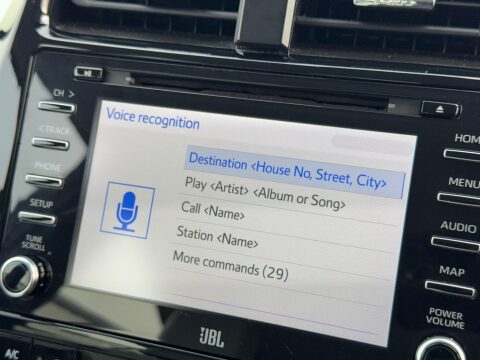 CH >
< TRACK
PHONE
SETUP
TUNE
SCROLL
A/C
Voice recognition
Destination <House No, Street, City>
Play <Artist> <Album or Song>
Call <Name>
Station <Name>
More commands (29)
JBL
HOME
MENU
AUDIO
MAP
POWER
VOLUME